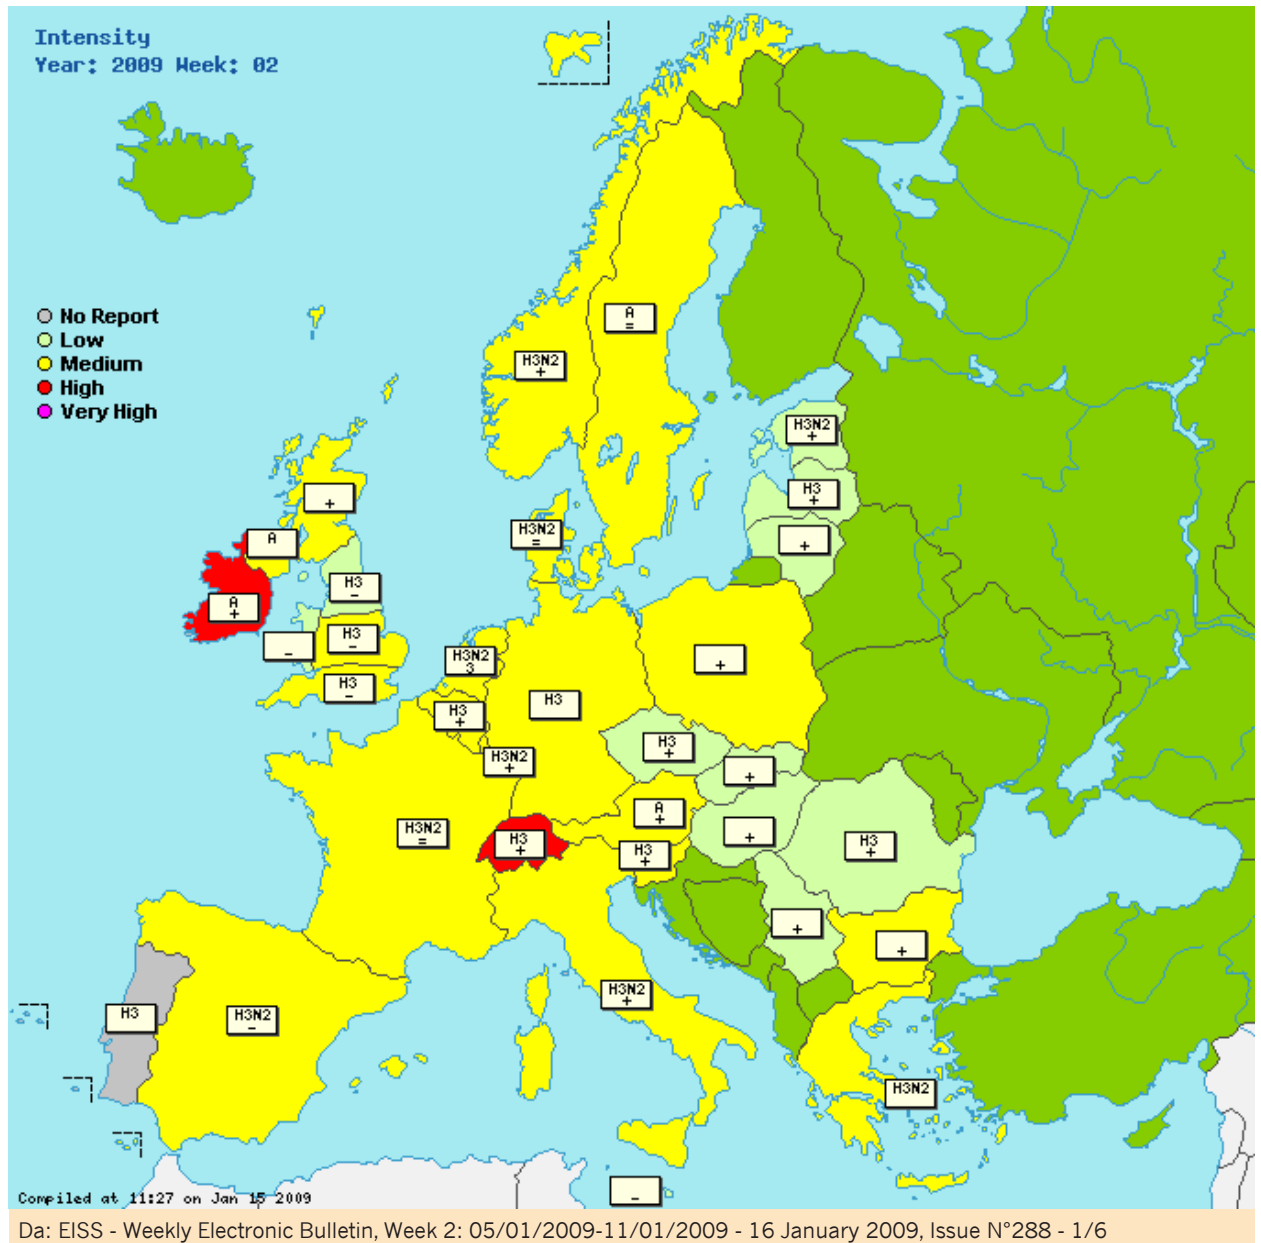 Intensity
Year: 2009 Week: 02
No Report
Low
Medium
High
Very High
A
=
H3N2
+
H3N2
+
H3
+
+
+
A
H3N2
=
H3
-
A
+
H3
-
-
H3N2
3
+
H3
-
H3
H3
+
H3
+
H3N2
+
+
A
+
H3N2
=
+
H3
+
H3
+
H3
+
+
+
H3N2
+
H3
H3N2
-
H3N2
-
Compiled at 11:27 on Jan 15 2009
Da: EISS - Weekly Electronic Bulletin, Week 2: 05/01/2009-11/01/2009 - 16 January 2009, Issue N°288 - 1/6